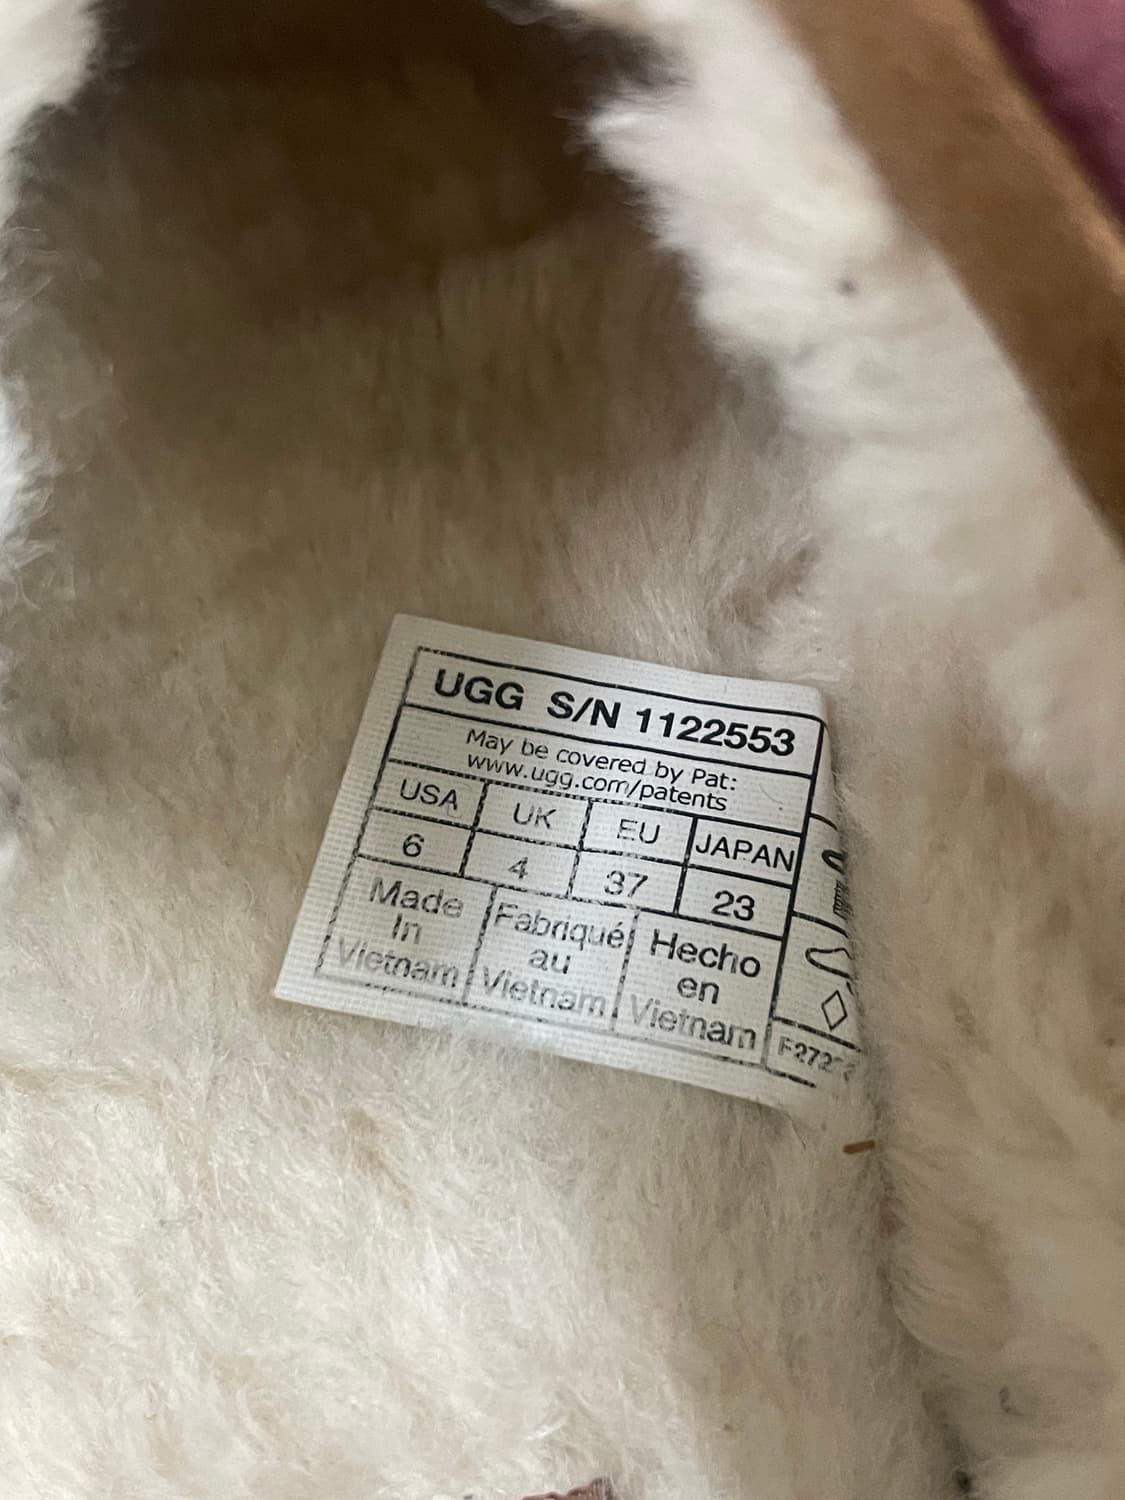 UGG S/N 1122553
May be covered by Pat:
www.ugg.com/patents
USA UK EU JAPAN
6 4 37 23
Made In Vietnam
Fabriqué au Vietnam
Hecho en Vietnam